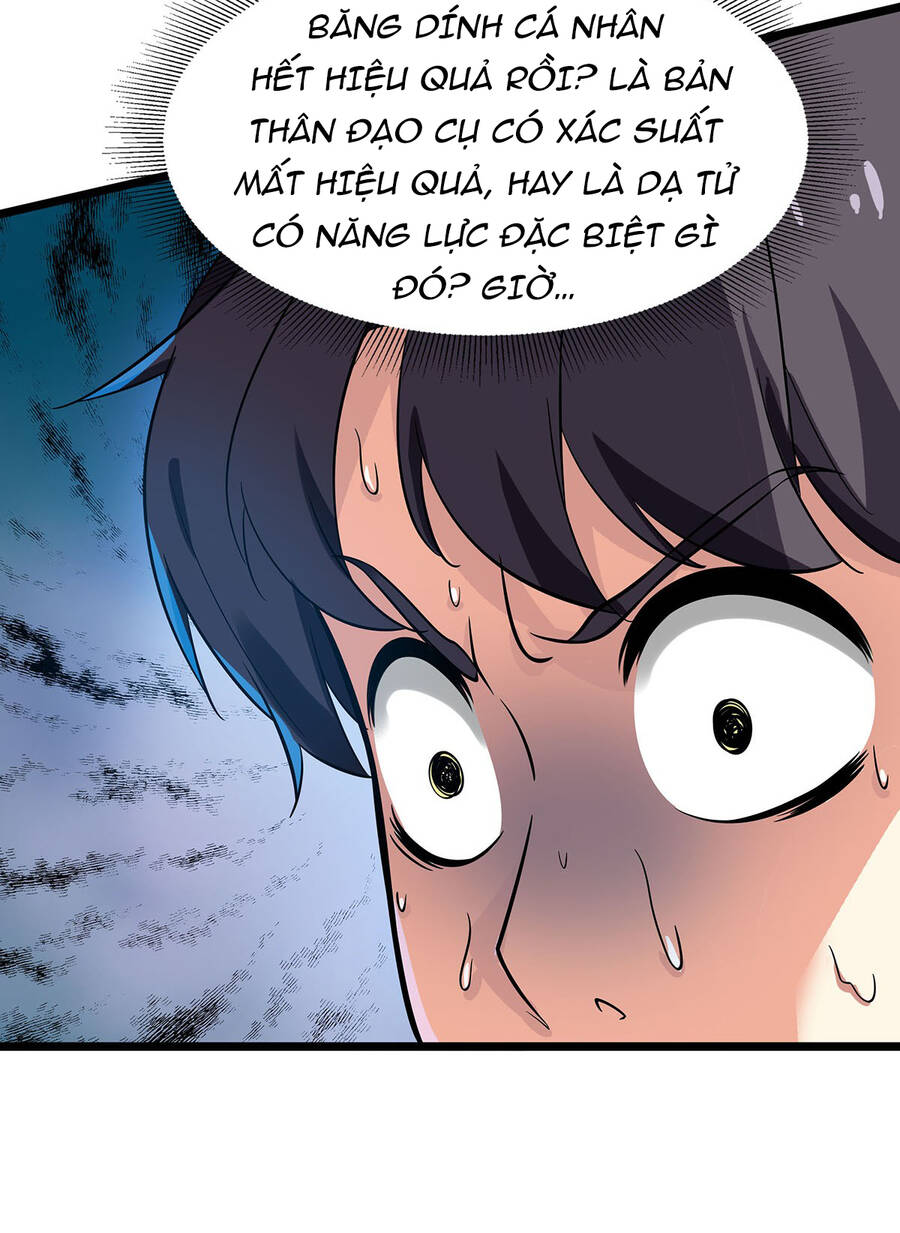 BĂNG DÍNH CÁ NHÂN
HẾT HIỆU QUẢ RỒI? LÀ BẢN
THÂN ĐẠO CỤ CÓ XÁC SUẤT
MẤT HIỆU QUẢ, HAY LÀ DẠ TỬ
CÓ NĂNG LỰC ĐẶC BIỆT GÌ
ĐÓ? GIỜ...